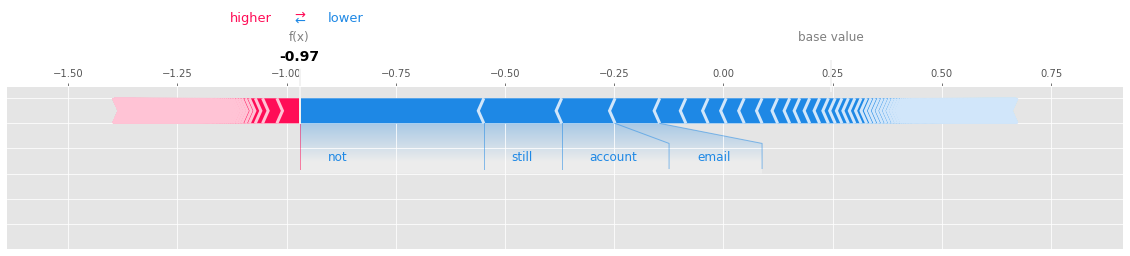 higher ⇄ lower
f(x) base value
-0.97
−1.50 −1.25 −1.00 −0.75 −0.50 −0.25 0.00 0.25 0.50 0.75
not still account email